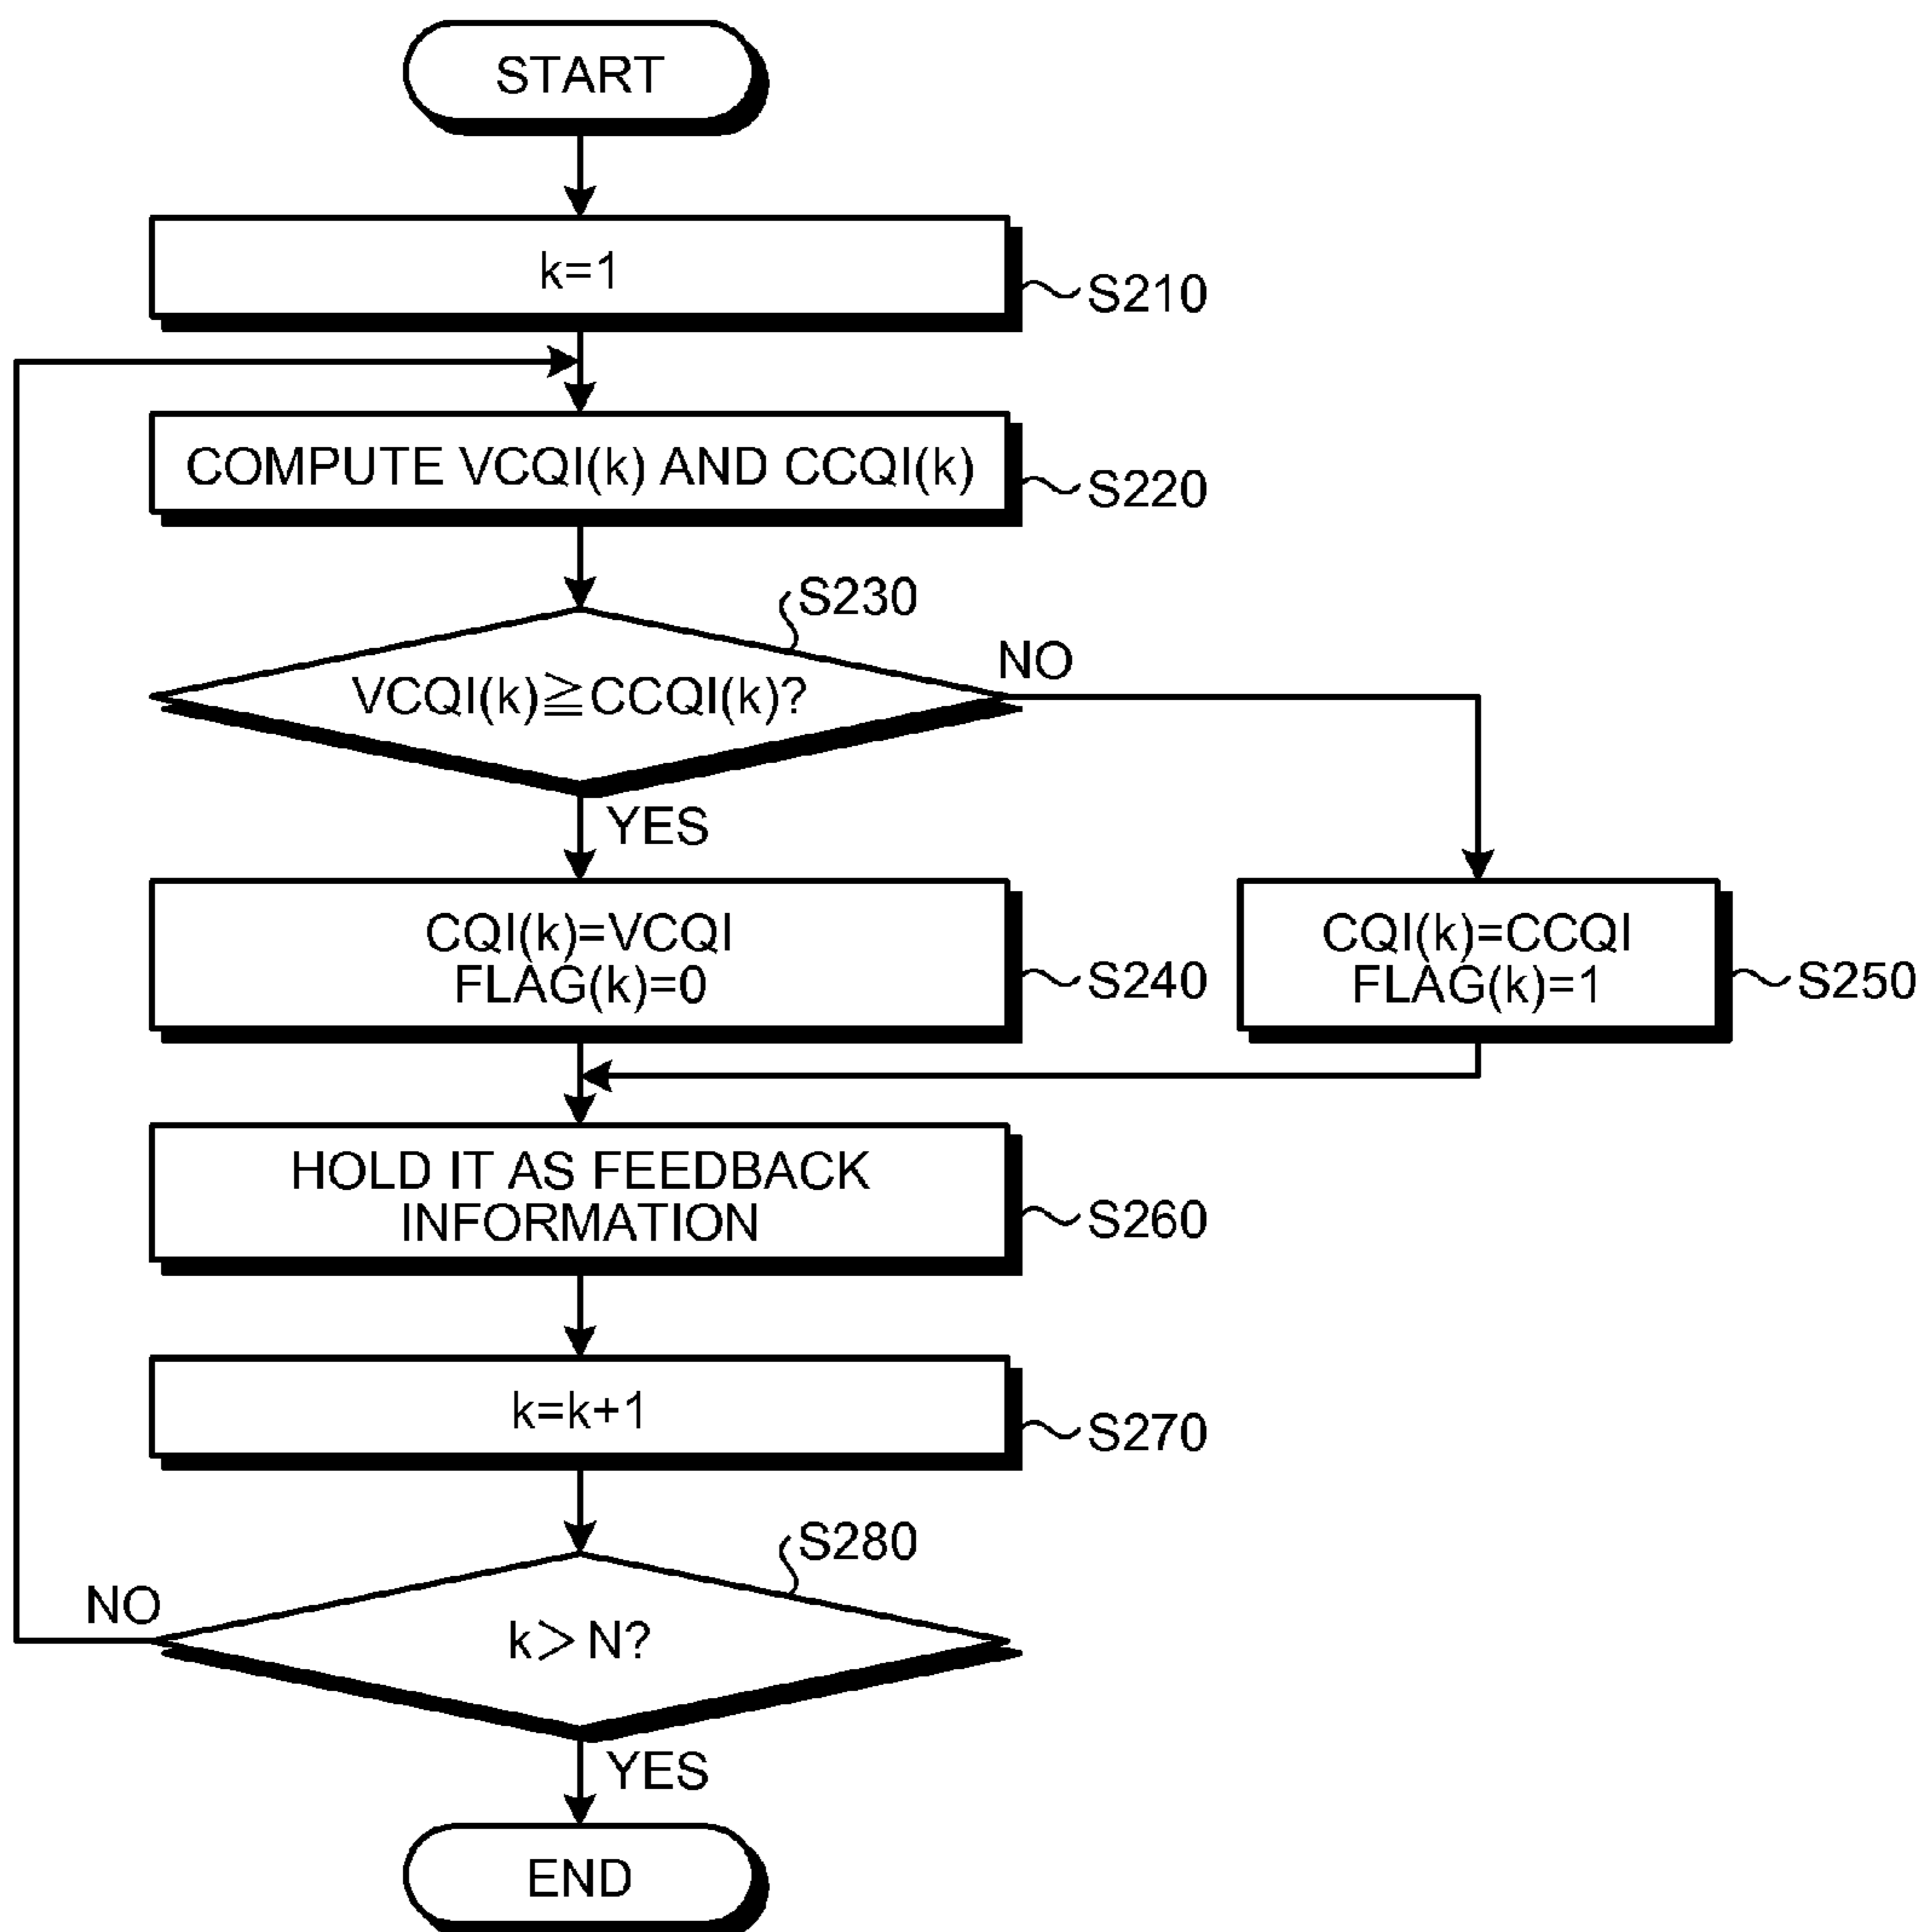 START
k=1
S210
COMPUTE VCQI(k) AND CCQI(k)
S220
S230
VCQI(k)≧CCQI(k)?
NO
YES
CQI(k)=VCQI
FLAG(k)=0
S240
CQI(k)=CCQI
FLAG(k)=1
S250
HOLD IT AS FEEDBACK
INFORMATION
S260
k=k+1
S270
S280
NO
k>N?
YES
END